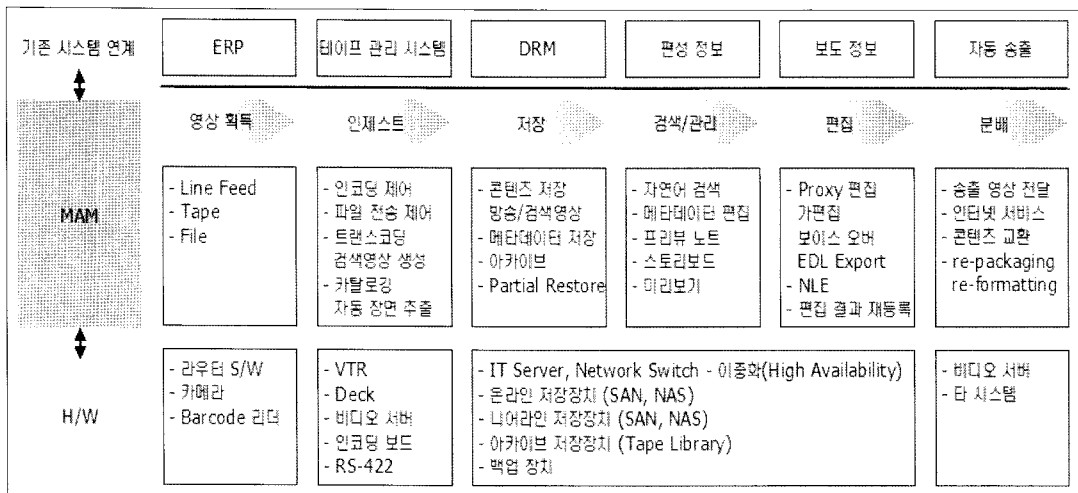 기존 시스템 연계
ERP
테이프 관리 시스템
DRM
편성 정보
보도 정보
자동 송출
영상 획득
인제스트
저장
검색/관리
편집
분배
MAM
- Line Feed
- Tape
- File
- 인코딩 제어
- 파일 전송 제어
- 트랜스코딩
검색영상 생성
- 카탈로깅
자동 장면 추출
- 콘텐츠 저장
방송/검색영상
- 메타데이터 저장
- 아카이브
- Partial Restore
- 자연어 검색
- 메타데이터 편집
- 프리뷰 노트
- 스토리보드
- 미리보기
- Proxy 편집
가편집
보이스 오버
EDL Export
- NLE
- 편집 결과 재등록
- 송출 영상 전달
- 인터넷 서비스
- 콘텐츠 교환
- re-packaging
re-formatting
H/W
- 라우터 S/W
- 카메라
- Barcode 리더
- VTR
- Deck
- 비디오 서버
- 인코딩 보드
- RS-422
- IT Server, Network Switch - 이중화(High Availability)
- 온라인 저장장치 (SAN, NAS)
- 니어라인 저장장치 (SAN, NAS)
- 아카이브 저장장치 (Tape Library)
- 백업 장치
- 비디오 서버
- 타 시스템